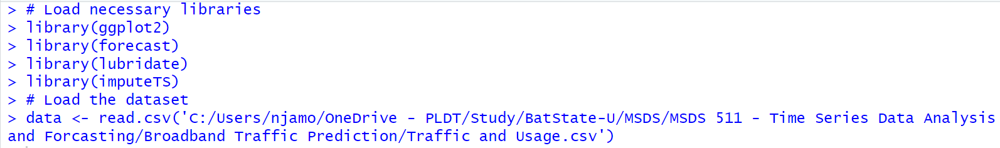 > # Load necessary libraries
> library(ggplot2)
> library(forecast)
> library(lubridate)
> library(imputeTS)
> # Load the dataset
> data <- read.csv('C:/Users/njamo/OneDrive - PLDT/Study/BatState-U/MSDS/MSDS 511 - Time Series Data Analysis
and Forcasting/Broadband Traffic Prediction/Traffic and Usage.csv')